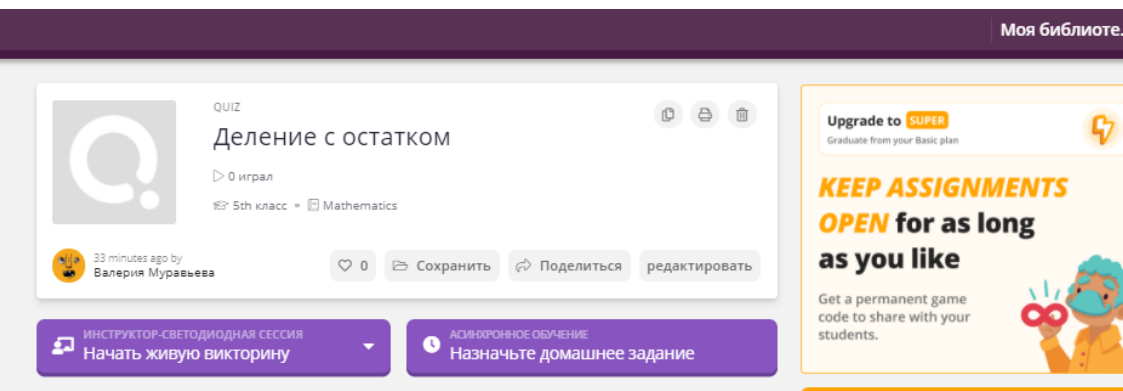 Моя библиоте.
QUIZ
Деление с остатком
0 играл
5th класс
Mathematics
33 minutes ago by
Валерия Муравьева
0
Сохранить
Поделиться
редактировать
ИНСТРУКТОР-СВЕТОДИОДНАЯ СЕССИЯ
Начать живую викторину
АСИНХРОННОЕ ОБУЧЕНИЕ
Назначьте домашнее задание
Upgrade to SUPER
Graduate from your Basic plan
KEEP ASSIGNMENTS
OPEN for as long
as you like
Get a permanent game
code to share with your
students.